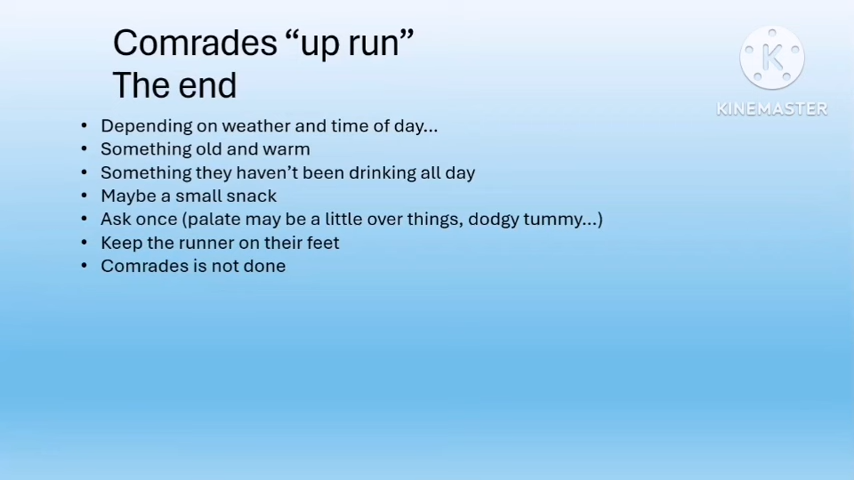 Comrades “up run”
The end
• Depending on weather and time of day...
• Something old and warm
• Something they haven’t been drinking all day
• Maybe a small snack
• Ask once (palate may be a little over things, dodgy tummy...)
• Keep the runner on their feet
• Comrades is not done
K
KINEMASTER